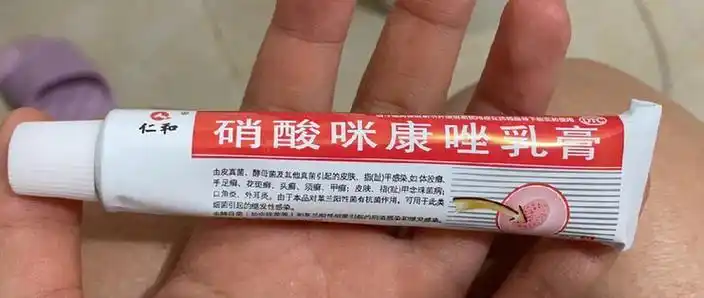 OTC
仁和
硝酸咪康唑乳膏
由皮真菌、酵母菌及其他真菌引起的皮肤、指(趾)甲感染,如:体股癣、
手足癣、花斑癣、头癣、须癣、甲癣;皮肤、指(趾)甲念珠菌病;
口角炎、外耳炎。由于本品对革兰阳性菌有抗菌作用,可用于此类
细菌引起的继发性感染。